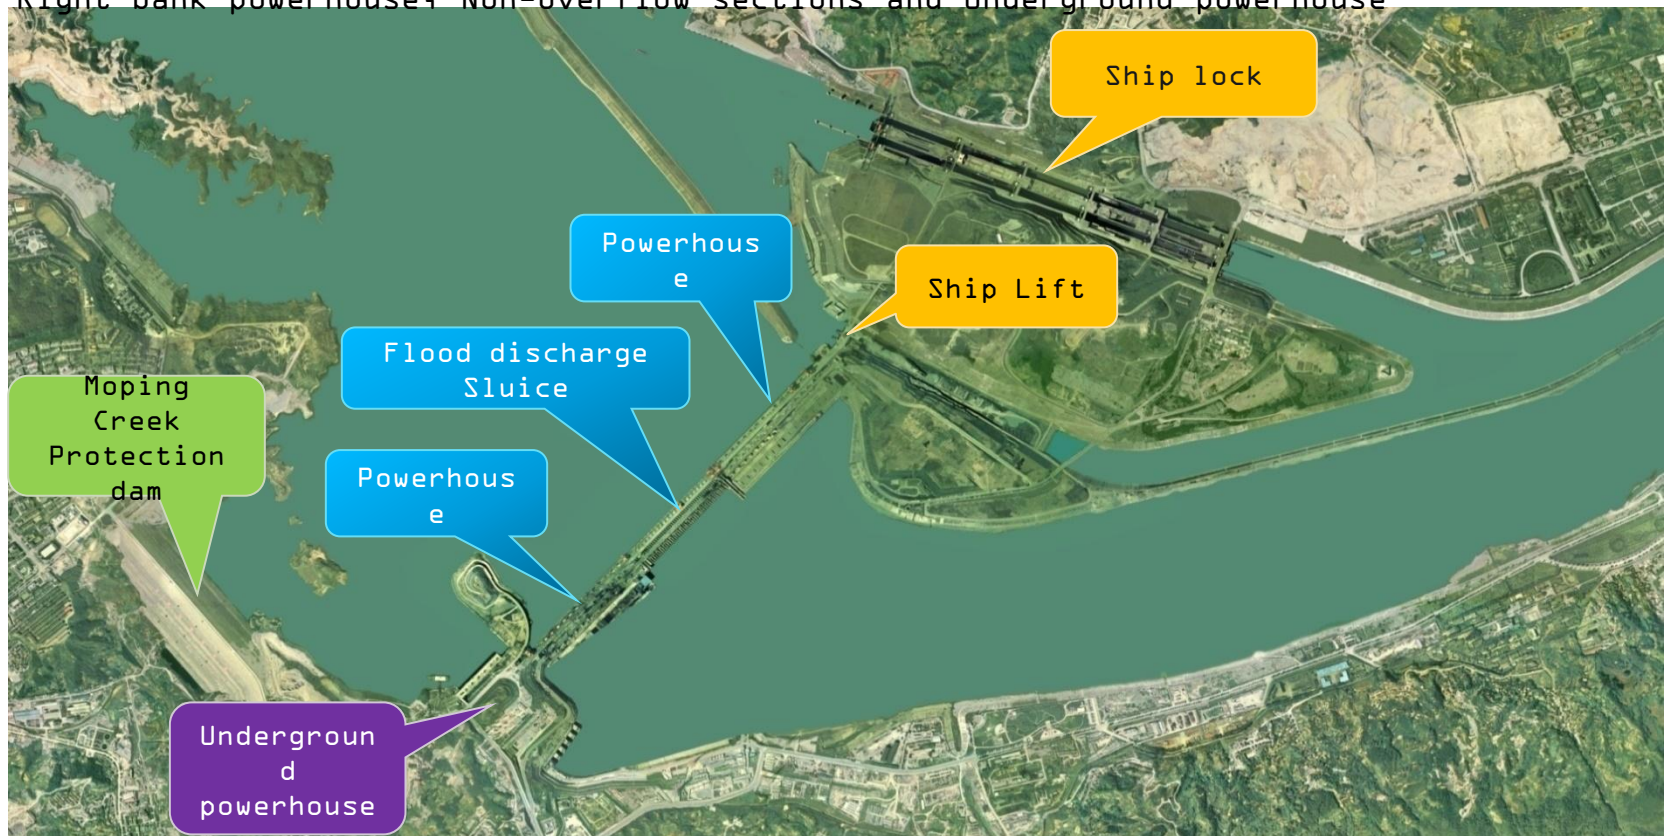 Right bank powerhouse; Non-overflow sections and underground powerhouse
Ship lock
Powerhous
e
Ship Lift
Flood discharge
Sluice
Moping
Creek
Protection
dam
Powerhous
e
Undergroun
d
powerhouse